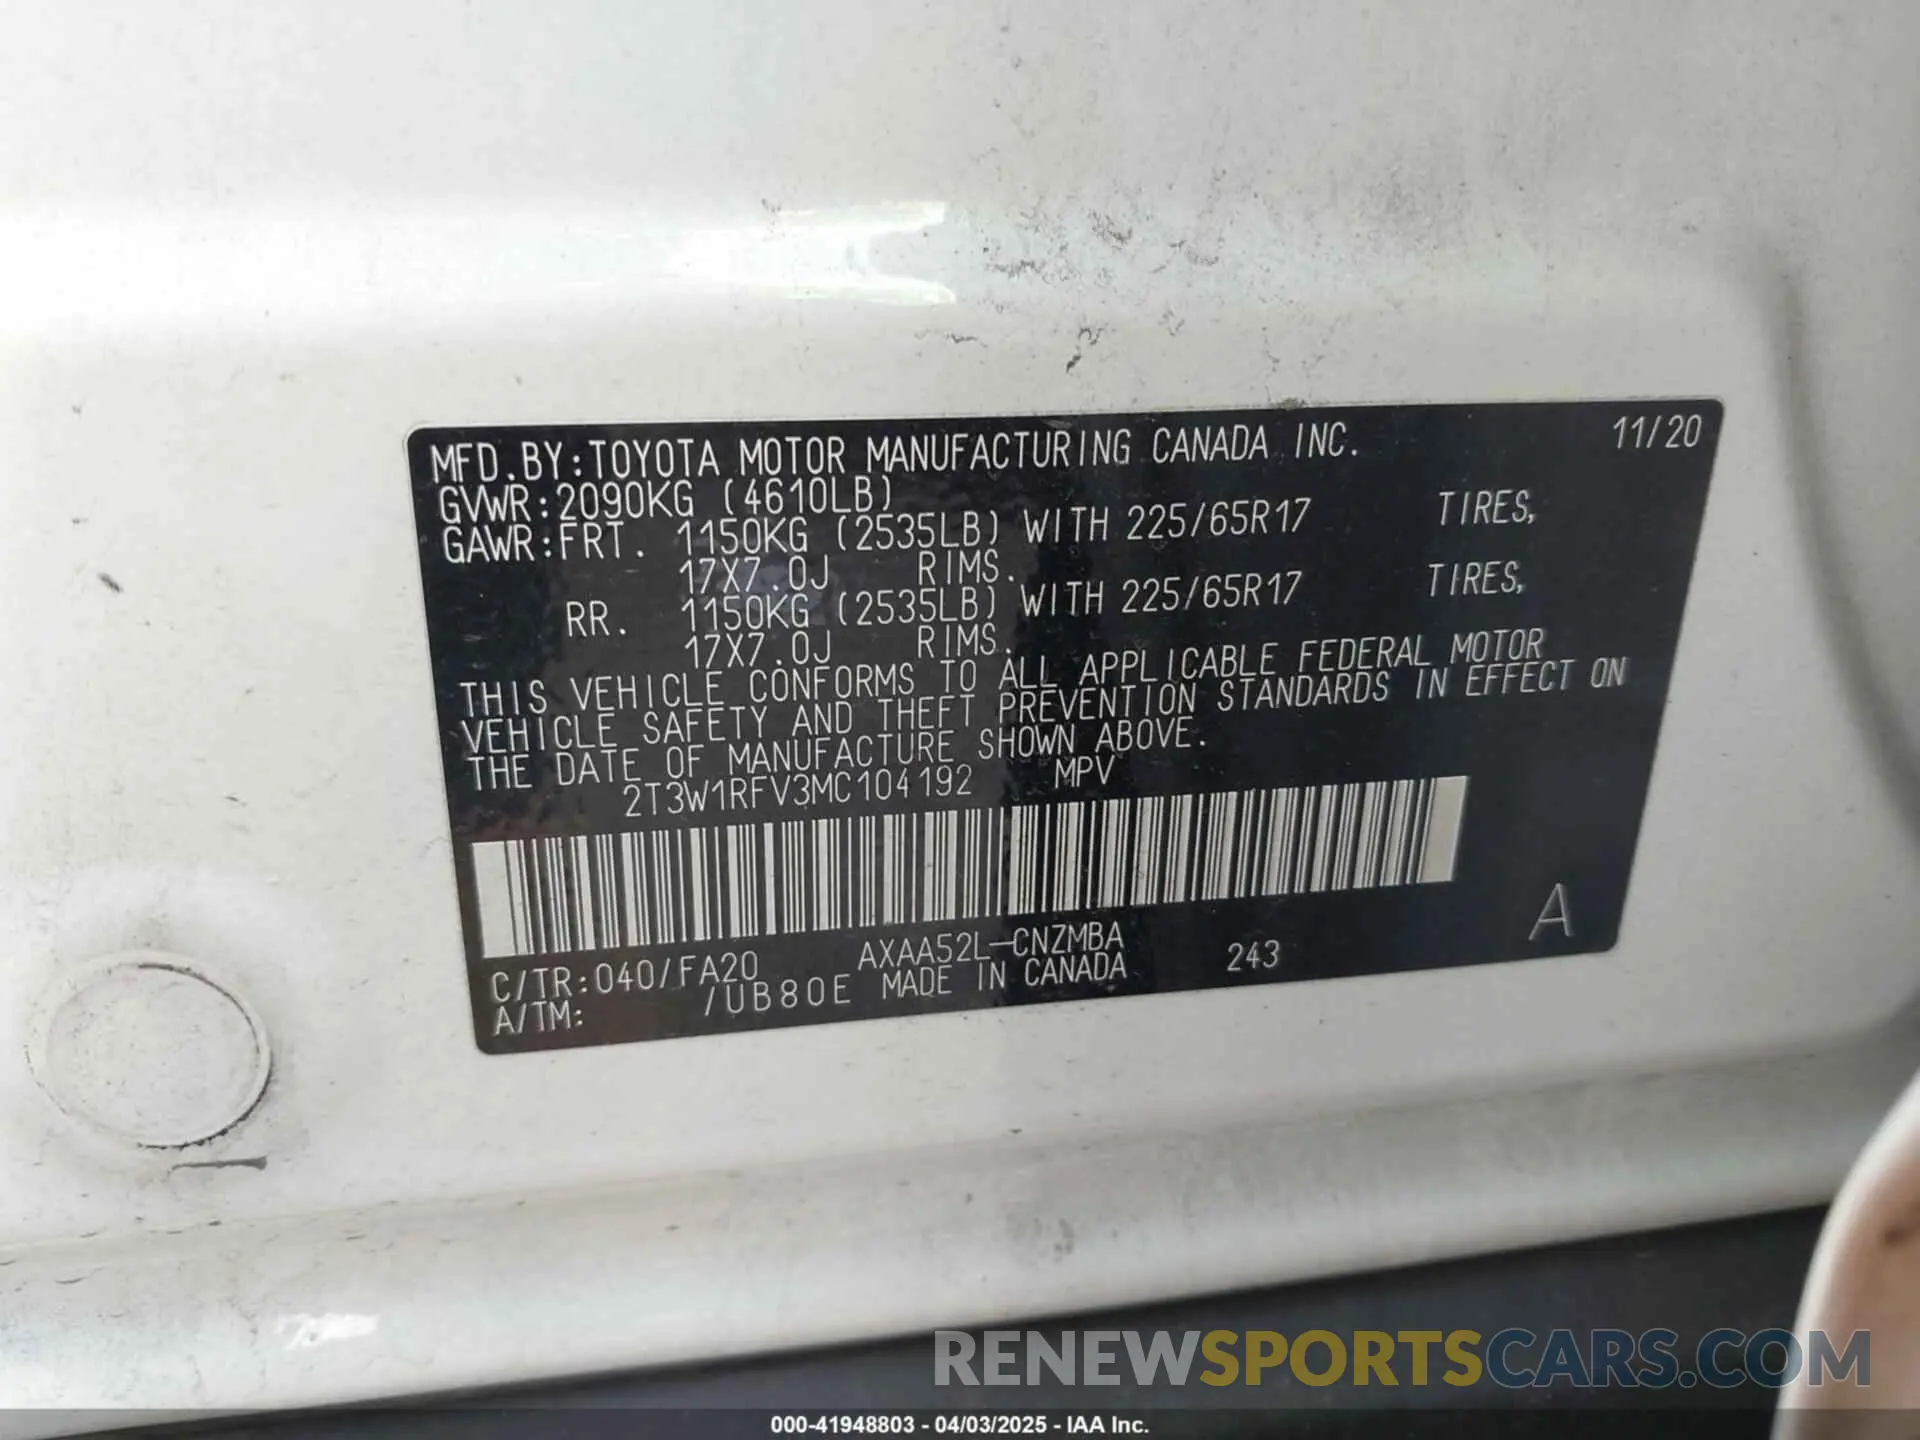 MFD.BY:TOYOTA MOTOR MANUFACTURING CANADA INC. 11/20
GVWR:2090KG (4610LB)
GAWR:FRT. 1150KG (2535LB) WITH 225/65R17 TIRES,
17X7.0J RIMS.
RR. 1150KG (2535LB) WITH 225/65R17 TIRES,
17X7.0J RIMS.
THIS VEHICLE CONFORMS TO ALL APPLICABLE FEDERAL MOTOR
VEHICLE SAFETY AND THEFT PREVENTION STANDARDS IN EFFECT ON
THE DATE OF MANUFACTURE SHOWN ABOVE.
2T3W1RFV3MC104192 MPV
A
C/TR:040/FA20 AXAA52L-CNZMBA 243
A/TM: /UB80E MADE IN CANADA
RENEWSPORTSCARS.COM
000-41948803 - 04/03/2025 - IAA Inc.